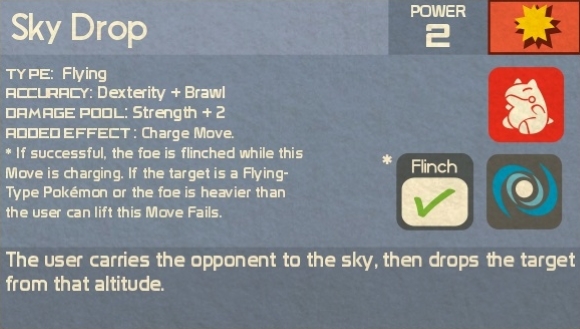 Sky Drop
POWER
2
TYPE: Flying
ACCURACY: Dexterity + Brawl
DAMAGE POOL: Strength + 2
ADDED EFFECT: Charge Move.
* If successful, the foe is flinched while this
Move is charging. If the target is a Flying-
Type Pokémon or the foe is heavier than
the user can lift this Move Fails.
* Flinch
The user carries the opponent to the sky, then drops the target
from that altitude.